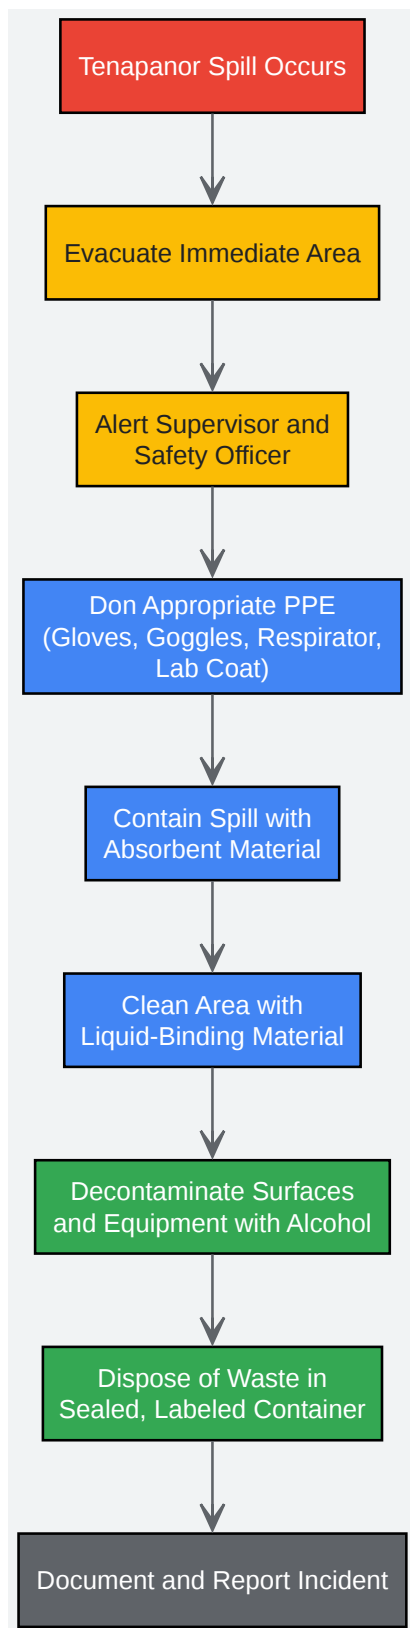 Tenapanor Spill Occurs
Evacuate Immediate Area
Alert Supervisor and
Safety Officer
Don Appropriate PPE
(Gloves, Goggles, Respirator,
Lab Coat)
Contain Spill with
Absorbent Material
Clean Area with
Liquid-Binding Material
Decontaminate Surfaces
and Equipment with Alcohol
Dispose of Waste in
Sealed, Labeled Container
Document and Report Incident